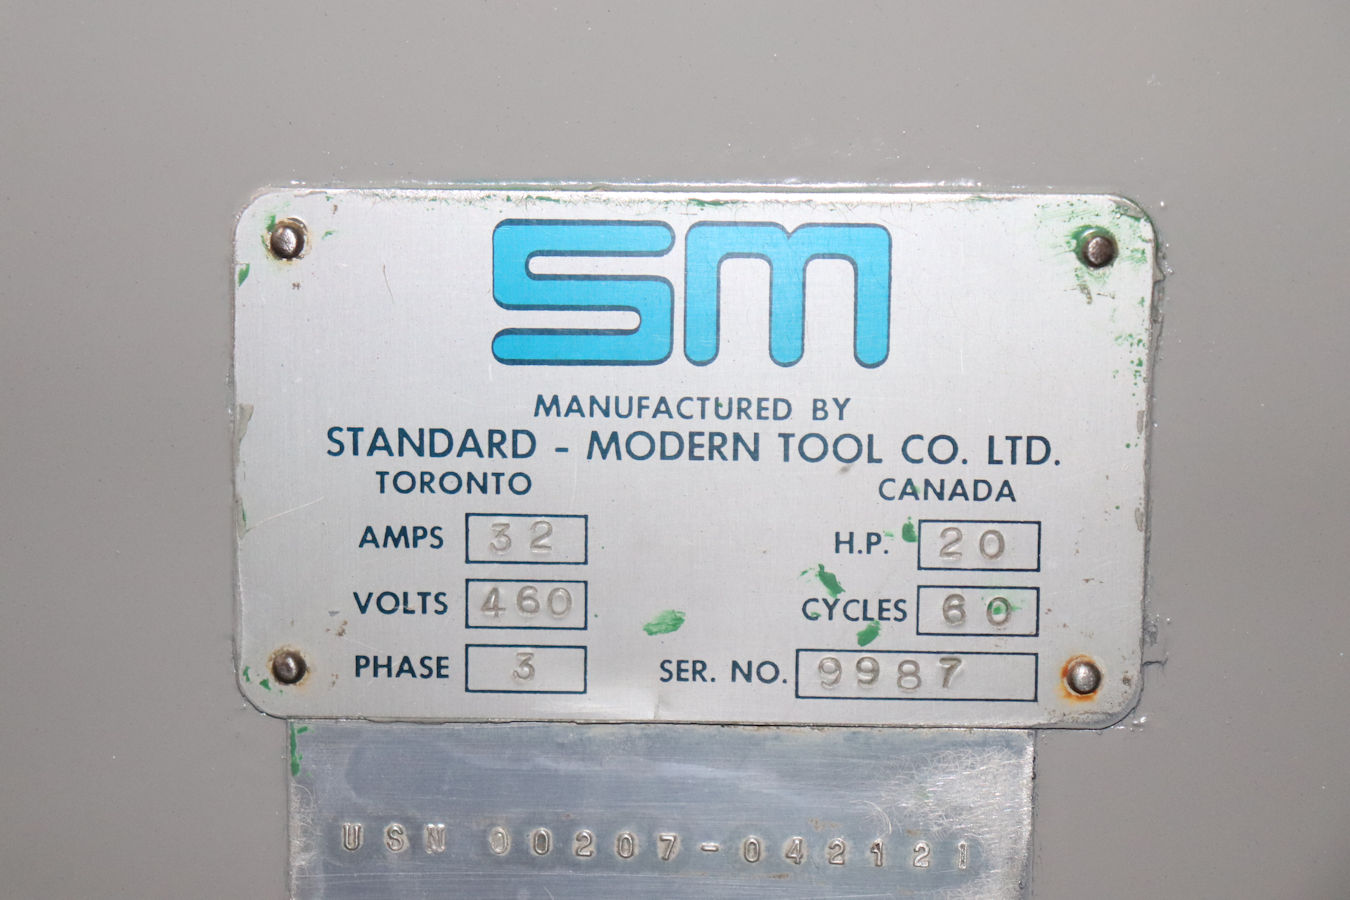 SM
MANUFACTURED BY
STANDARD - MODERN TOOL CO. LTD.
TORONTO CANADA
AMPS 32 H.P. 20
VOLTS 460 CYCLES 60
PHASE 3 SER. NO. 9987
USN 00207-042121